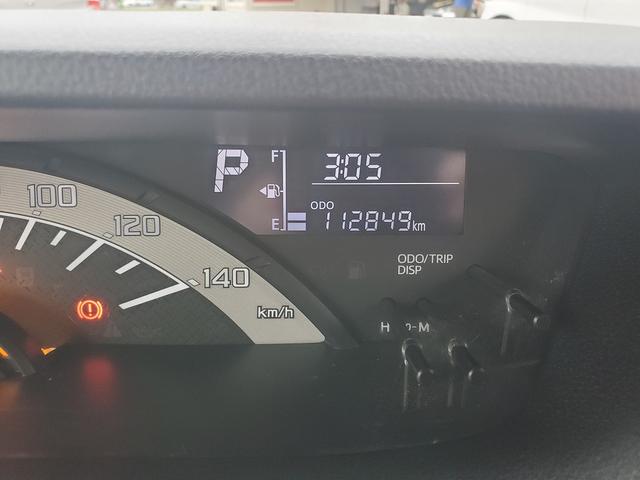 P
F
3:05
E
ODO
112849km
100
120
140
km/h
ODO/TRIP
DISP
H
-M